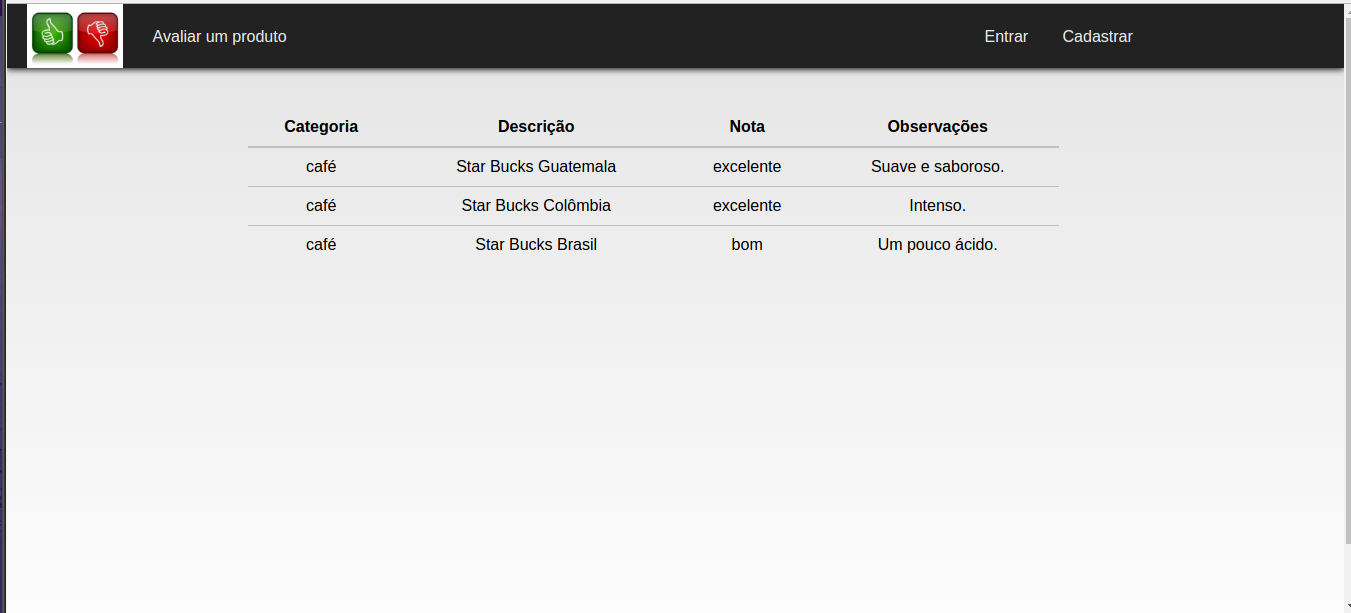 Avaliar um produto Entrar Cadastrar
Categoria Descrição Nota Observações
café Star Bucks Guatemala excelente Suave e saboroso.
café Star Bucks Colômbia excelente Intenso.
café Star Bucks Brasil bom Um pouco ácido.